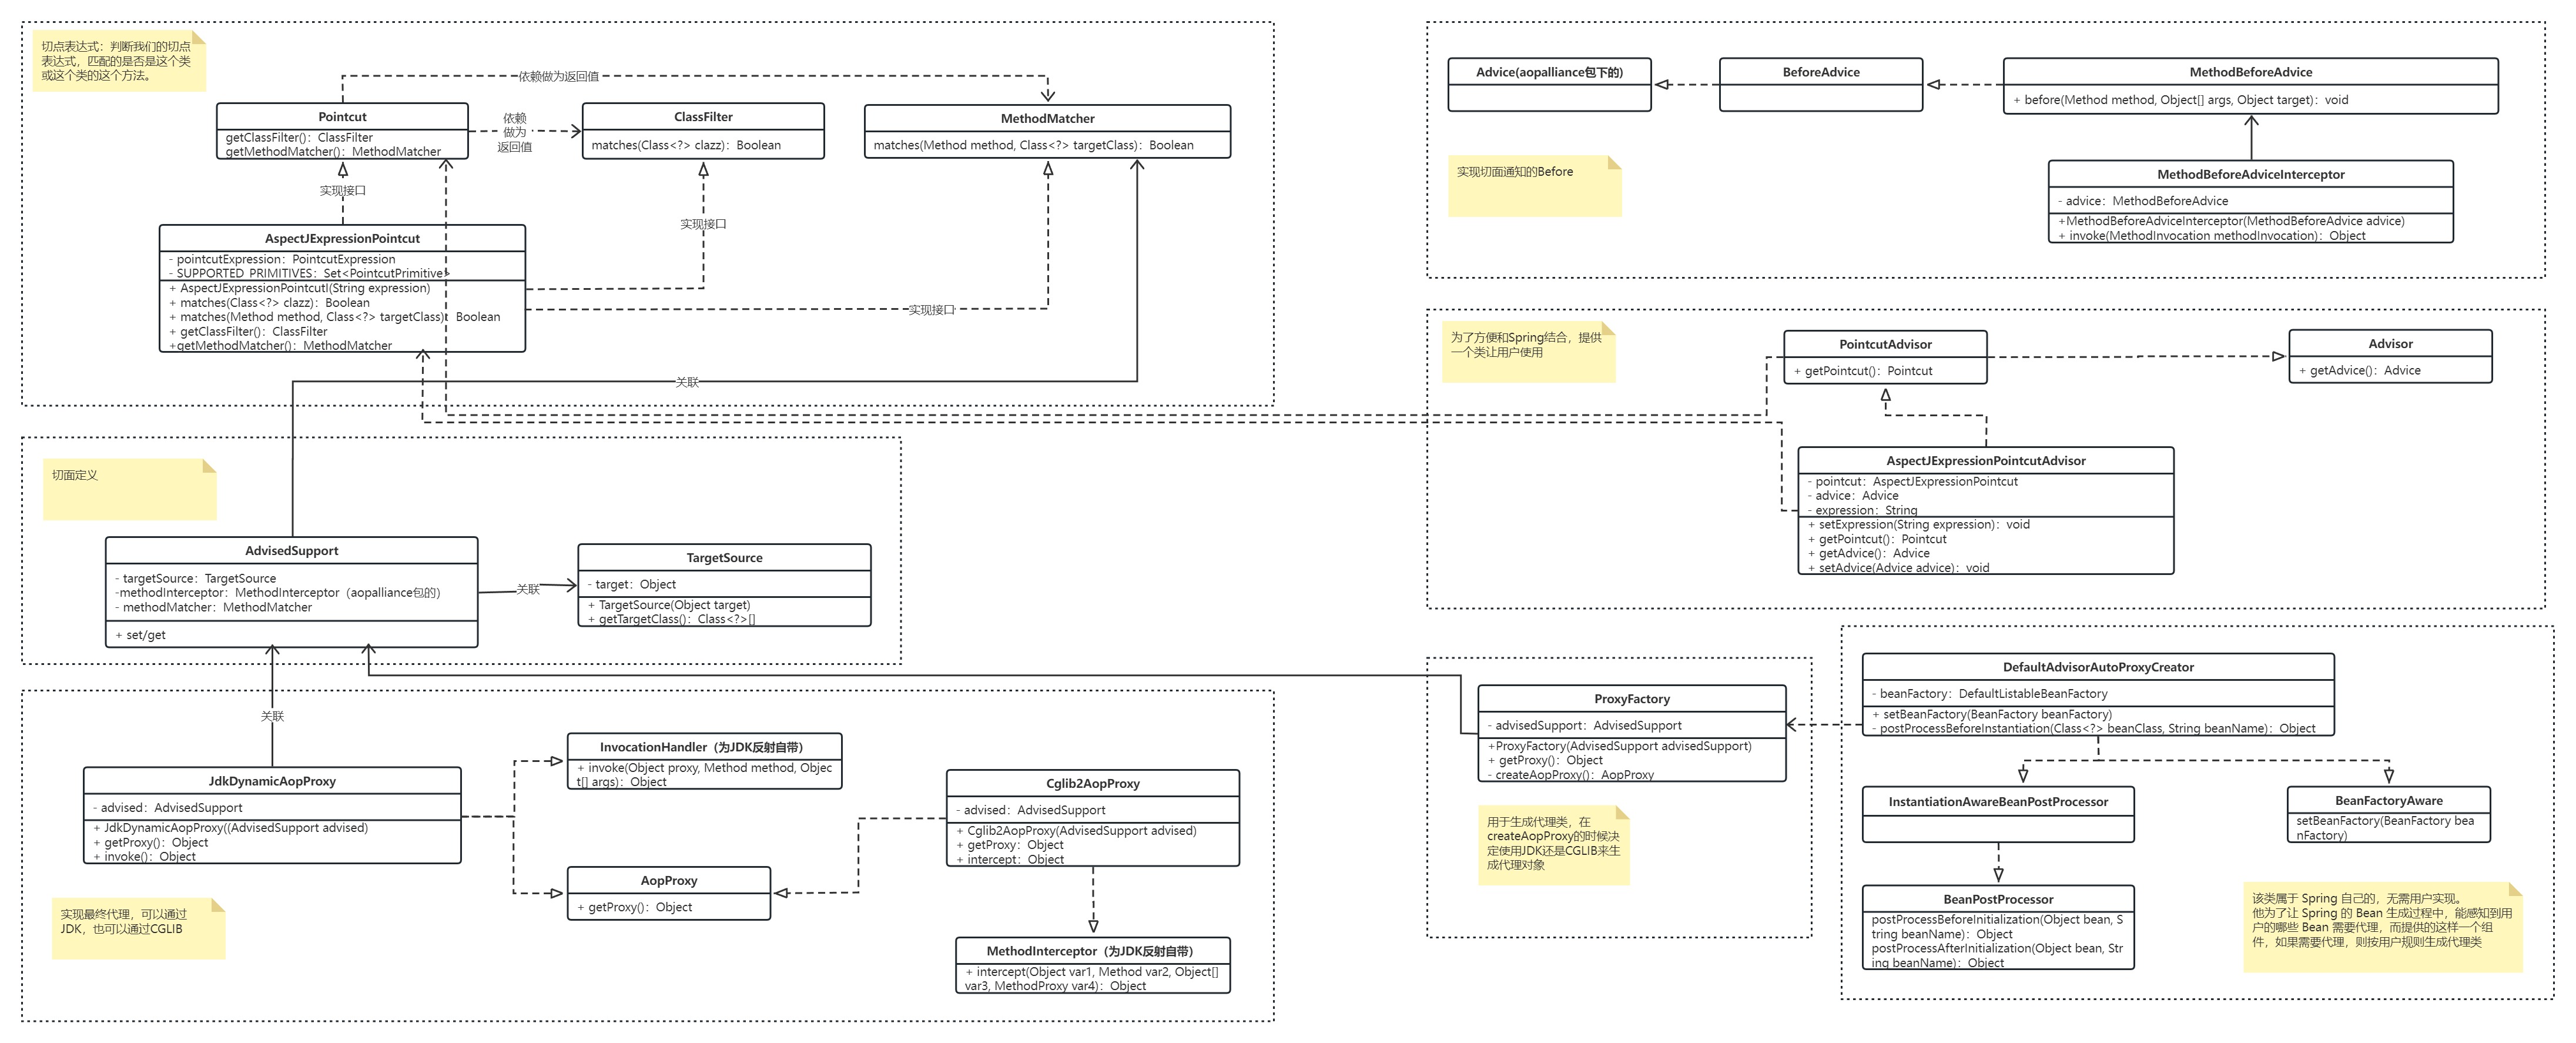 切点表达式：判断我们的切点
表达式，匹配的是否是这个类
或这个类的这个方法。
依赖做为返回值
Pointcut
getClassFilter()：ClassFilter
getMethodMatcher()：MethodMatcher
依赖
做为
返回值
ClassFilter
matches(Class<?> clazz)：Boolean
MethodMatcher
matches(Method method, Class<?> targetClass)：Boolean
实现接口
实现接口
实现接口
AspectJExpressionPointcut
- pointcutExpression：PointcutExpression
- SUPPORTED_PRIMITIVES：Set<PointcutPrimitive>
+ AspectJExpressionPointcutl(String expression)
+ matches(Class<?> clazz)：Boolean
+ matches(Method method, Class<?> targetClass)：Boolean
+ getClassFilter()：ClassFilter
+getMethodMatcher()：MethodMatcher
关联
Advice(aopalliance包下的)
BeforeAdvice
MethodBeforeAdvice
+ before(Method method, Object[] args, Object target)：void
实现切面通知的Before
MethodBeforeAdviceInterceptor
- advice：MethodBeforeAdvice
+MethodBeforeAdviceInterceptor(MethodBeforeAdvice advice)
+ invoke(MethodInvocation methodInvocation)：Object
为了方便和Spring结合，提供
一个类让用户使用
PointcutAdvisor
+ getPointcut()：Pointcut
Advisor
+ getAdvice()：Advice
AspectJExpressionPointcutAdvisor
- pointcut：AspectJExpressionPointcut
- advice：Advice
- expression：String
+ setExpression(String expression)：void
+ getPointcut()：Pointcut
+ getAdvice()：Advice
+ setAdvice(Advice advice)：void
切面定义
AdvisedSupport
- targetSource：TargetSource
-methodInterceptor：MethodInterceptor（aopalliance包的）
- methodMatcher：MethodMatcher
+ set/get
关联
TargetSource
- target：Object
+ TargetSource(Object target)
+ getTargetClass()：Class<?>[]
关联
JdkDynamicAopProxy
- advised：AdvisedSupport
+ JdkDynamicAopProxy((AdvisedSupport advised)
+ getProxy()：Object
+ invoke()：Object
实现最终代理，可以通过
JDK，也可以通过CGLIB
InvocationHandler（为JDK反射自带）
+ invoke(Object proxy, Method method, Objec
t[] args)：Object
AopProxy
+ getProxy()：Object
Cglib2AopProxy
- advised：AdvisedSupport
+ Cglib2AopProxy(AdvisedSupport advised)
+ getProxy：Object
+ intercept：Object
MethodInterceptor（为JDK反射自带）
+ intercept(Object var1, Method var2, Object[]
var3, MethodProxy var4)：Object
ProxyFactory
- advisedSupport：AdvisedSupport
+ProxyFactory(AdvisedSupport advisedSupport)
+ getProxy()：Object
- createAopProxy()：AopProxy
用于生成代理类，在
createAopProxy的时候决
定使用JDK还是CGLIB来生
成代理对象
DefaultAdvisorAutoProxyCreator
- beanFactory：DefaultListableBeanFactory
+ setBeanFactory(BeanFactory beanFactory)
- postProcessBeforeInstantiation(Class<?> beanClass, String beanName)：Object
InstantiationAwareBeanPostProcessor
BeanFactoryAware
setBeanFactory(BeanFactory bea
nFactory)
BeanPostProcessor
postProcessBeforeInitialization(Object bean, S
tring beanName)：Object
postProcessAfterInitialization(Object bean, Str
ing beanName)：Object
该类属于 Spring 自己的，无需用户实现。
他为了让 Spring 的 Bean 生成过程中，能感知到用
户的哪些 Bean 需要代理，而提供的这样一个组
件，如果需要代理，则按用户规则生成代理类